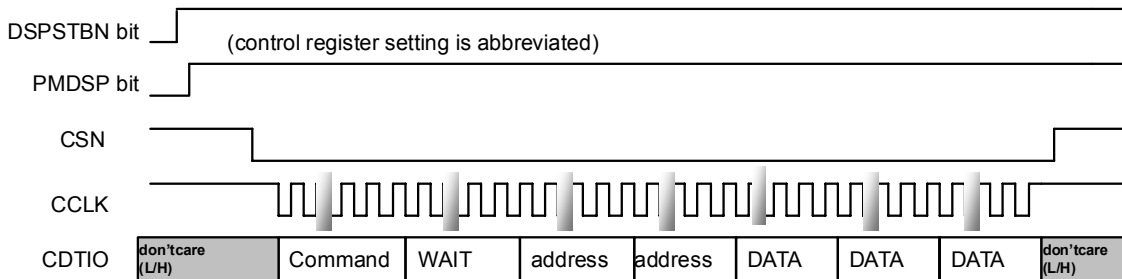 DSPSTBN bit
(control register setting is abbreviated)
PMDSP bit
CSN
CCLK
CDTIO don'tcare (L/H) Command WAIT address address DATA DATA DATA don'tcare (L/H)